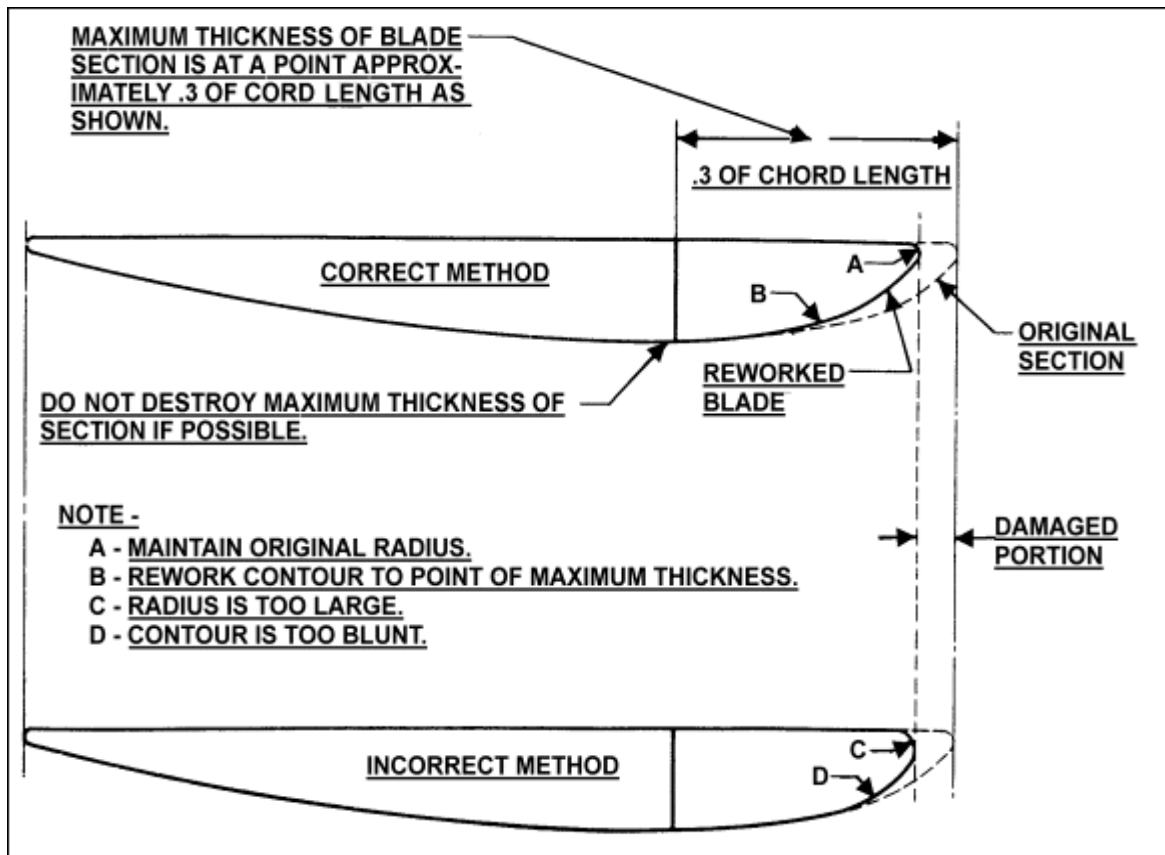 MAXIMUM THICKNESS OF BLADE
SECTION IS AT A POINT APPROX-
IMATELY .3 OF CORD LENGTH AS
SHOWN.
.3 OF CHORD LENGTH
CORRECT METHOD
A
B
ORIGINAL
SECTION
REWORKED
BLADE
DO NOT DESTROY MAXIMUM THICKNESS OF
SECTION IF POSSIBLE.
NOTE -
A - MAINTAIN ORIGINAL RADIUS.
B - REWORK CONTOUR TO POINT OF MAXIMUM THICKNESS.
C - RADIUS IS TOO LARGE.
D - CONTOUR IS TOO BLUNT.
DAMAGED
PORTION
INCORRECT METHOD
C
D